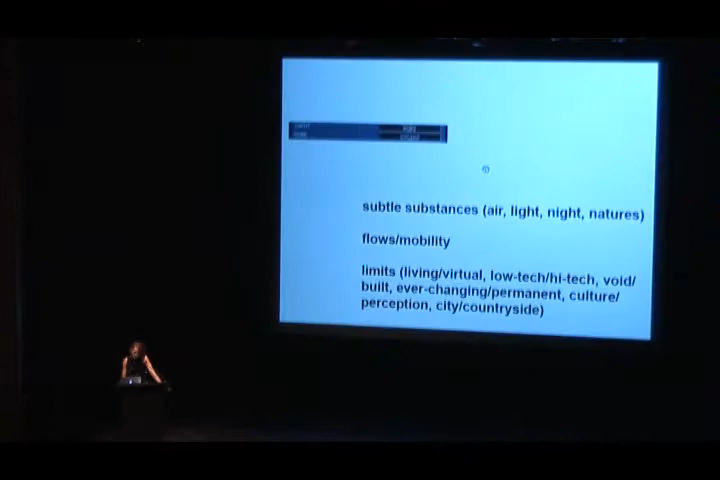 subtle substances (air, light, night, natures)
flows/mobility
limits (living/virtual, low-tech/hi-tech, void/
built, ever-changing/permanent, culture/
perception, city/countryside)